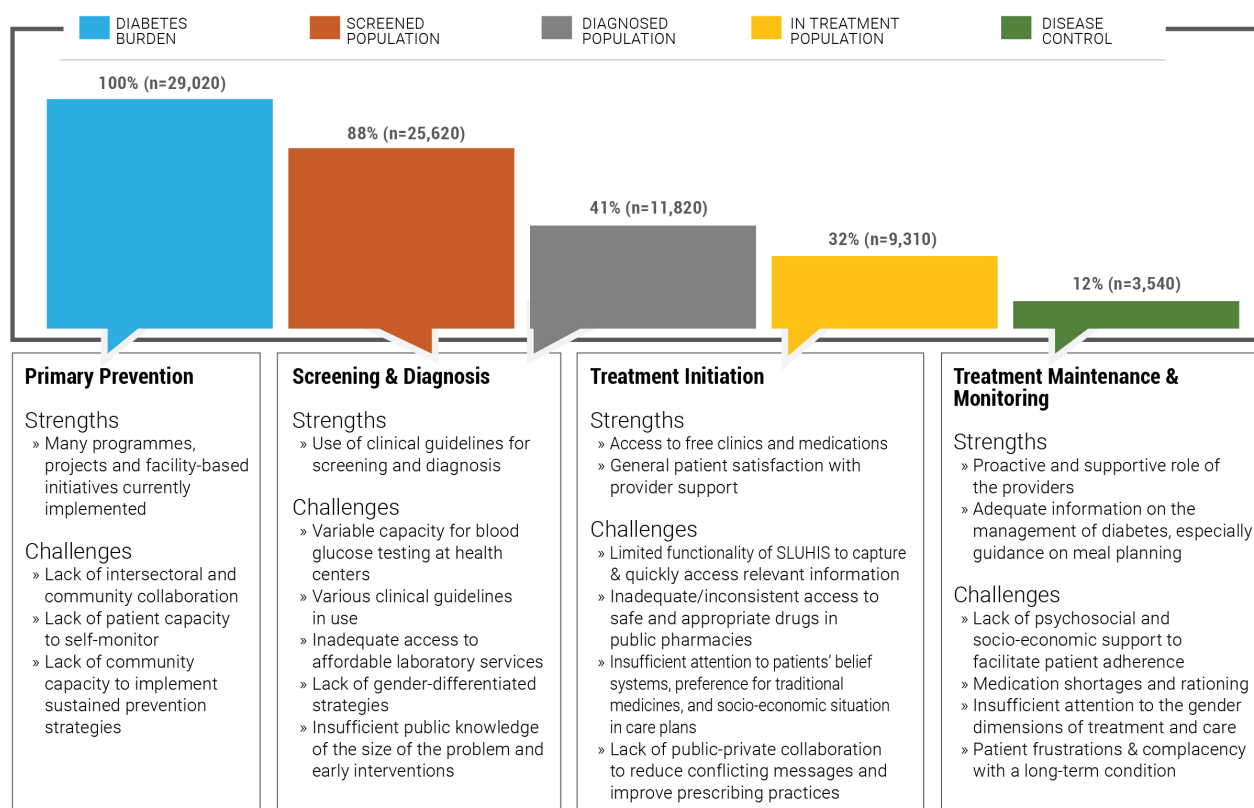 DIABETES
BURDEN
SCREENED
POPULATION
DIAGNOSED
POPULATION
IN TREATMENT
POPULATION
DISEASE
CONTROL
100% (n=29,020)
88% (n=25,620)
41% (n=11,820)
32% (n=9,310)
12% (n=3,540)
Primary Prevention
Strengths
» Many programmes,
projects and facility-based
initiatives currently
implemented
Challenges
» Lack of intersectoral and
community collaboration
» Lack of patient capacity
to self-monitor
» Lack of community
capacity to implement
sustained prevention
strategies
Screening & Diagnosis
Strengths
» Use of clinical guidelines for
screening and diagnosis
Challenges
» Variable capacity for blood
glucose testing at health
centers
» Various clinical guidelines
in use
» Inadequate access to
affordable laboratory services
» Lack of gender-differentiated
strategies
» Insufficient public knowledge
of the size of the problem and
early interventions
Treatment Initiation
Strengths
» Access to free clinics and medications
» General patient satisfaction with
provider support
Challenges
» Limited functionality of SLUHIS to capture
& quickly access relevant information
» Inadequate/inconsistent access to
safe and appropriate drugs in
public pharmacies
» Insufficient attention to patients’ belief
systems, preference for traditional
medicines, and socio-economic situation
in care plans
» Lack of public-private collaboration
to reduce conflicting messages and
improve prescribing practices
Treatment Maintenance &
Monitoring
Strengths
» Proactive and supportive role of
the providers
» Adequate information on the
management of diabetes, especially
guidance on meal planning
Challenges
» Lack of psychosocial and
socio-economic support to
facilitate patient adherence
» Medication shortages and rationing
» Insufficient attention to the gender
dimensions of treatment and care
» Patient frustrations & complacency
with a long-term condition